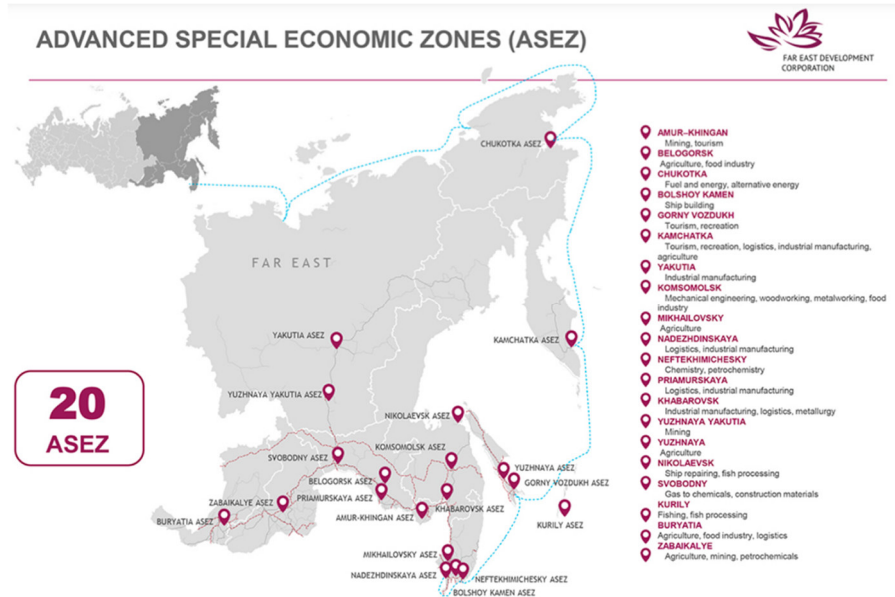 ADVANCED SPECIAL ECONOMIC ZONES (ASEZ)
FAR EAST DEVELOPMENT
CORPORATION
CHUKOTKA ASEZ
FAR EAST
YAKUTIA ASEZ
KAMCHATKA ASEZ
YUZHNAYA YAKUTIA ASEZ
NIKOLAEVSK ASEZ
KOMSOMOLSK ASEZ
SVOBODNY ASEZ
YUZHNAYA ASEZ
BELOGORSK ASEZ
GORNY VOZDUKH ASEZ
PRIAMURSKAYA ASEZ
ZABAIKALYE ASEZ
KHABAROVSK ASEZ
AMUR-KHINGAN ASEZ
BURYATIA ASEZ
KURILY ASEZ
MIKHAILOVSKY ASEZ
NADEZHDINSKAYA ASEZ
NEFTEKHIMICHESKY ASEZ
BOLSHOY KAMEN ASEZ
20
ASEZ
AMUR–KHINGAN
Mining, tourism
BELOGORSK
Agriculture, food industry
CHUKOTKA
Fuel and energy, alternative energy
BOLSHOY KAMEN
Ship building
GORNY VOZDUKH
Tourism, recreation
KAMCHATKA
Tourism, recreation, logistics, industrial manufacturing,
agriculture
YAKUTIA
Industrial manufacturing
KOMSOMOLSK
Mechanical engineering, woodworking, metalworking, food
industry
MIKHAILOVSKY
Agriculture
NADEZHDINSKAYA
Logistics, industrial manufacturing
NEFTEKHIMICHESKY
Chemistry, petrochemistry
PRIAMURSKAYA
Logistics, industrial manufacturing
KHABAROVSK
Industrial manufacturing, logistics, metallurgy
YUZHNAYA YAKUTIA
Mining
YUZHNAYA
Agriculture
NIKOLAEVSK
Ship repairing, fish processing
SVOBODNY
Gas to chemicals, construction materials
KURILY
Fishing, fish processing
BURYATIA
Agriculture, food industry, logistics
ZABAIKALYE
Agriculture, mining, petrochemicals